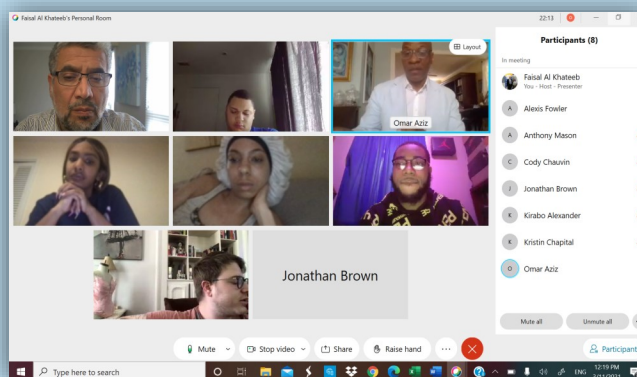 Faisal Al Khateeb's Personal Room
22:13
Layout
Omar Aziz
Jonathan Brown
Participants (8)
In meeting
Faisal Al Khateeb
You - Host - Presenter
A Alexis Fowler
A Anthony Mason
C Cody Chauvin
J Jonathan Brown
K Kirabo Alexander
K Kristin Chapital
O Omar Aziz
Mute all
Unmute all
Mute
Stop video
Share
Raise hand
Participant
Type here to search
ENG
12:19 PM